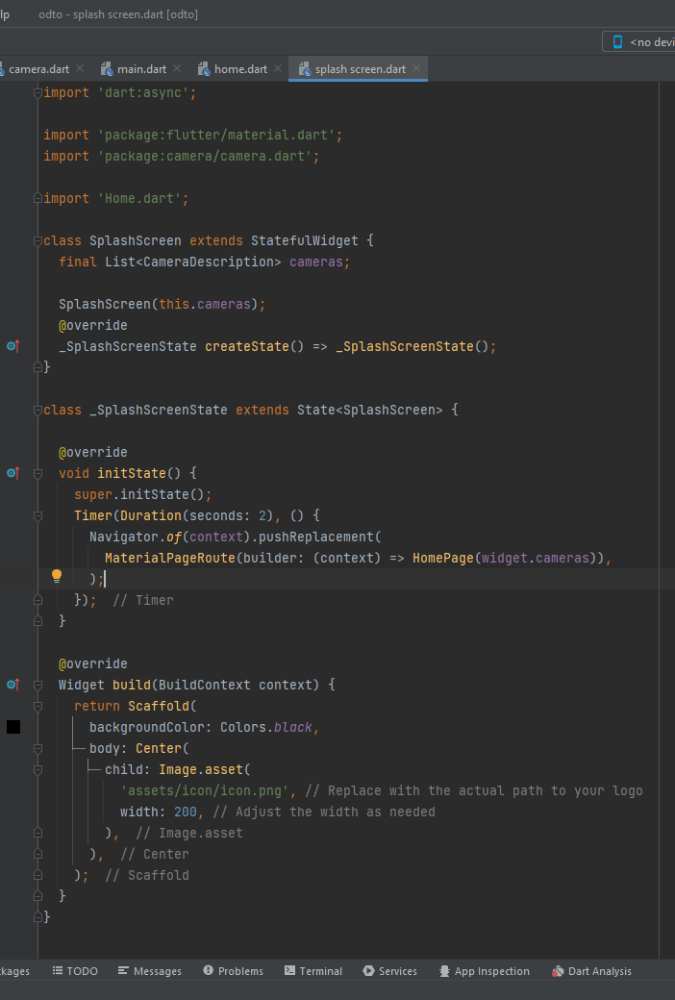 lp odto - splash screen.dart [odto]
<no devi
camera.dart main.dart home.dart splash screen.dart
import 'dart:async';
import 'package:flutter/material.dart';
import 'package:camera/camera.dart';
import 'Home.dart';
class SplashScreen extends StatefulWidget {
final List<CameraDescription> cameras;
SplashScreen(this.cameras);
@override
_SplashScreenState createState() => _SplashScreenState();
}
class _SplashScreenState extends State<SplashScreen> {
@override
void initState() {
super.initState();
Timer(Duration(seconds: 2), () {
Navigator.of(context).pushReplacement(
MaterialPageRoute(builder: (context) => HomePage(widget.cameras)),
);
}); // Timer
}
@override
Widget build(BuildContext context) {
return Scaffold(
backgroundColor: Colors.black,
body: Center(
child: Image.asset(
'assets/icon/icon.png', // Replace with the actual path to your logo
width: 200, // Adjust the width as needed
), // Image.asset
), // Center
); // Scaffold
}
}
ckages TODO Messages Problems Terminal Services App Inspection Dart Analysis